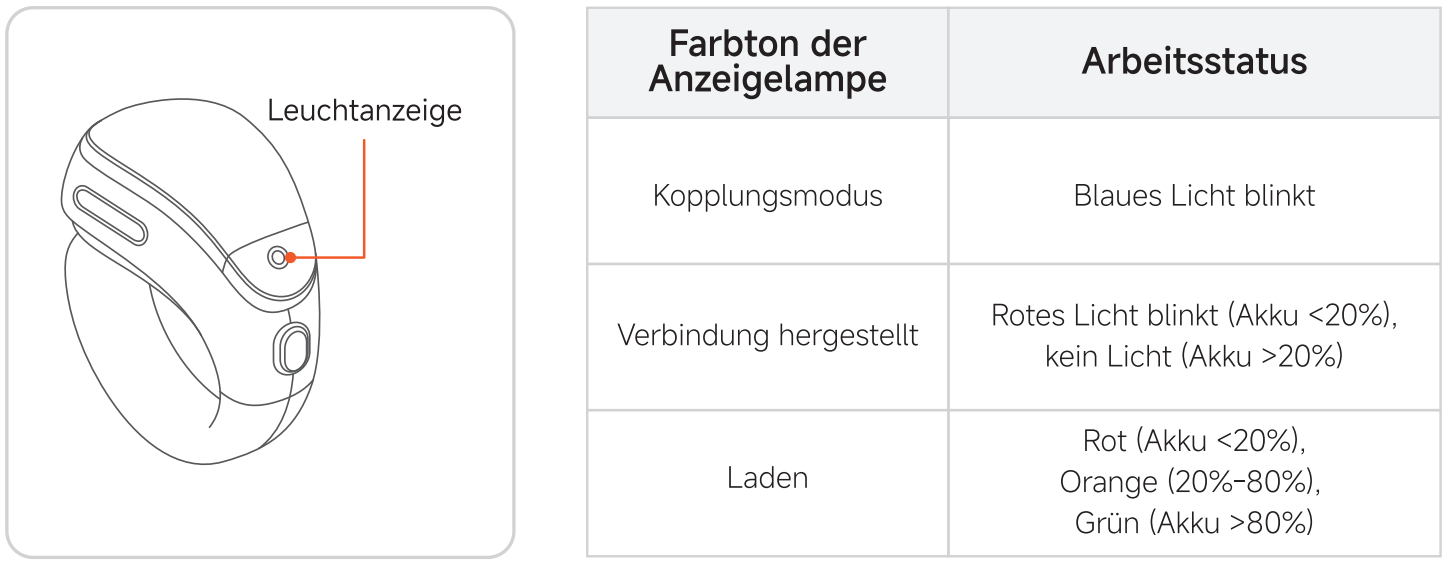 Leuchtanzeige
Farbton der
Anzeigelampe
Arbeitsstatus
Kopplungsmodus
Blaues Licht blinkt
Verbindung hergestellt
Rotes Licht blinkt (Akku <20%),
kein Licht (Akku >20%)
Laden
Rot (Akku <20%),
Orange (20%-80%),
Grün (Akku >80%)